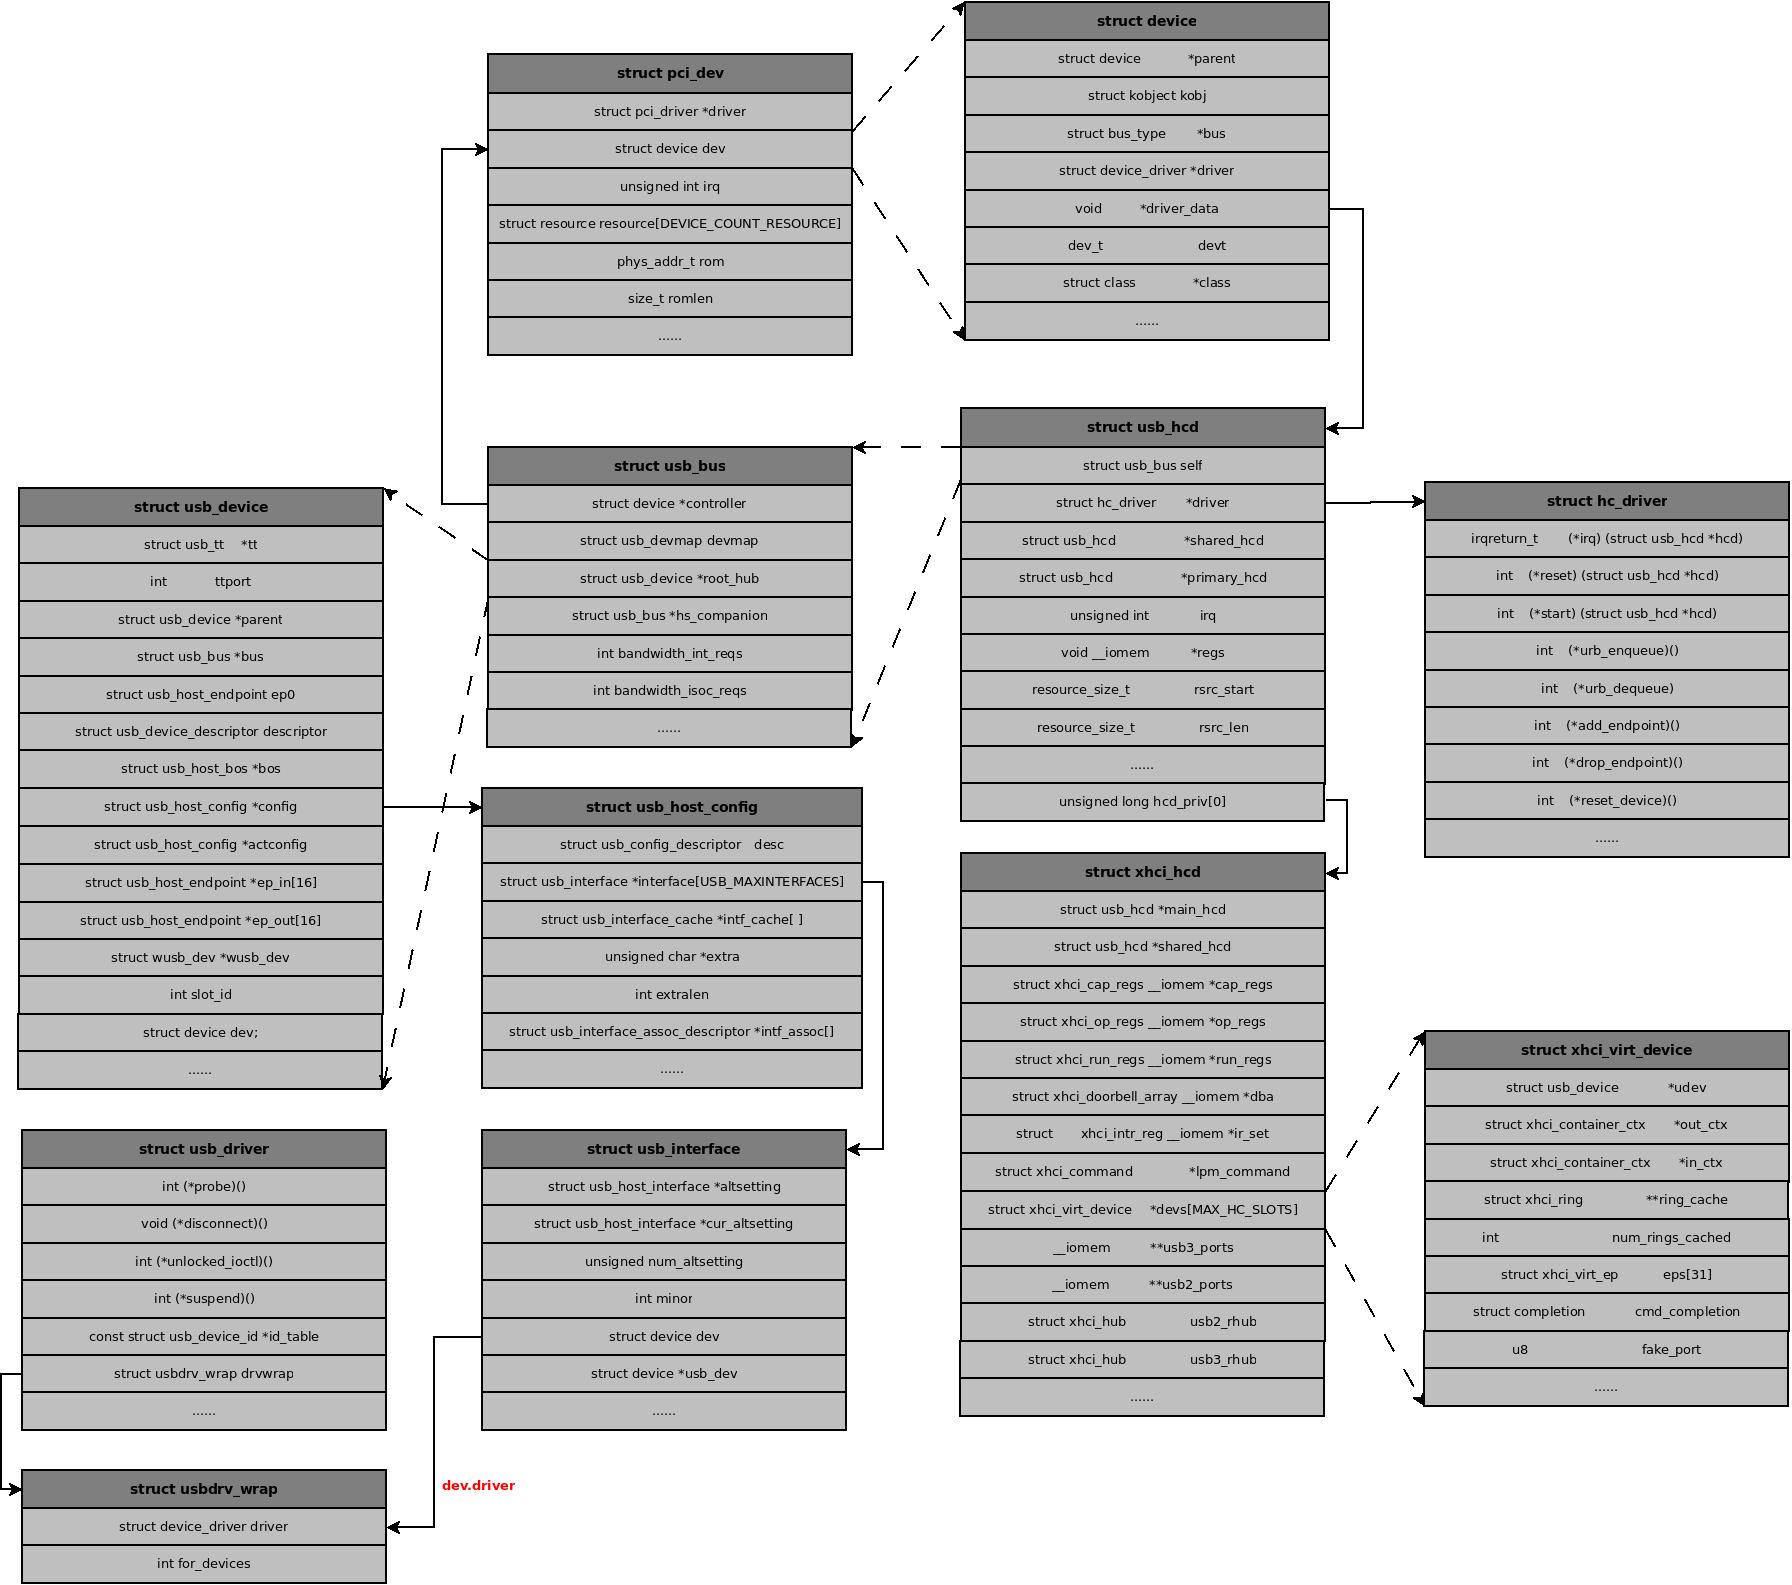 struct device
struct device *parent
struct kobject kobj
struct bus_type *bus
struct device_driver *driver
void *driver_data
dev_t devt
struct class *class
......
struct pci_dev
struct pci_driver *driver
struct device dev
unsigned int irq
struct resource resource[DEVICE_COUNT_RESOURCE]
phys_addr_t rom
size_t romlen
......
struct usb_hcd
struct usb_bus self
struct hc_driver *driver
struct usb_hcd *shared_hcd
struct usb_hcd *primary_hcd
unsigned int irq
void __iomem *regs
resource_size_t rsrc_start
resource_size_t rsrc_len
......
unsigned long hcd_priv[0]
struct usb_bus
struct device *controller
struct usb_devmap devmap
struct usb_device *root_hub
struct usb_bus *hs_companion
int bandwidth_int_reqs
int bandwidth_isoc_reqs
......
struct hc_driver
irqreturn_t (*irq) (struct usb_hcd *hcd)
int (*reset) (struct usb_hcd *hcd)
int (*start) (struct usb_hcd *hcd)
int (*urb_enqueue)()
int (*urb_dequeue)
int (*add_endpoint)()
int (*drop_endpoint)()
int (*reset_device)()
......
struct usb_device
struct usb_tt *tt
int ttport
struct usb_device *parent
struct usb_bus *bus
struct usb_host_endpoint ep0
struct usb_device_descriptor descriptor
struct usb_host_bos *bos
struct usb_host_config *config
struct usb_host_config *actconfig
struct usb_host_endpoint *ep_in[16]
struct usb_host_endpoint *ep_out[16]
struct wusb_dev *wusb_dev
int slot_id
struct device dev;
......
struct usb_host_config
struct usb_config_descriptor desc
struct usb_interface *interface[USB_MAXINTERFACES]
struct usb_interface_cache *intf_cache[ ]
unsigned char *extra
int extralen
struct usb_interface_assoc_descriptor *intf_assoc[]
......
struct xhci_hcd
struct usb_hcd *main_hcd
struct usb_hcd *shared_hcd
struct xhci_cap_regs __iomem *cap_regs
struct xhci_op_regs __iomem *op_regs
struct xhci_run_regs __iomem *run_regs
struct xhci_doorbell_array __iomem *dba
struct xhci_intr_reg __iomem *ir_set
struct xhci_command *lpm_command
struct xhci_virt_device *devs[MAX_HC_SLOTS]
__iomem **usb3_ports
__iomem **usb2_ports
struct xhci_hub usb2_rhub
struct xhci_hub usb3_rhub
......
struct xhci_virt_device
struct usb_device *udev
struct xhci_container_ctx *out_ctx
struct xhci_container_ctx *in_ctx
struct xhci_ring **ring_cache
int num_rings_cached
struct xhci_virt_ep eps[31]
struct completion cmd_completion
u8 fake_port
......
struct usb_driver
int (*probe)()
void (*disconnect)()
int (*unlocked_ioctl)()
int (*suspend)()
const struct usb_device_id *id_table
struct usbdrv_wrap drvwrap
......
struct usb_interface
struct usb_host_interface *altsetting
struct usb_host_interface *cur_altsetting
unsigned num_altsetting
int minor
struct device dev
struct device *usb_dev
......
dev.driver
struct usbdrv_wrap
struct device_driver driver
int for_devices